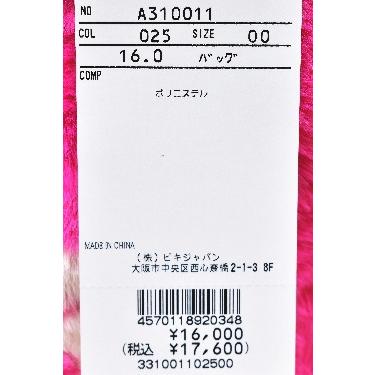 NO A310011
COL 025 SIZE 00
16.0 バッグ
COMP
ポリエステル
MADE IN CHINA
(株)ビキジャパン
大阪市中央区西心斎橋2-1-3 8F
4570118920348
¥16,000
(税込 ¥17,600)
331001102500